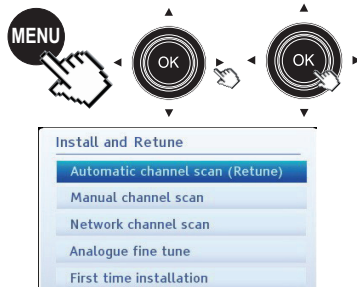 MENU
OK
OK
Install and Retune
Automatic channel scan (Retune)
Manual channel scan
Network channel scan
Analogue fine tune
First time installation